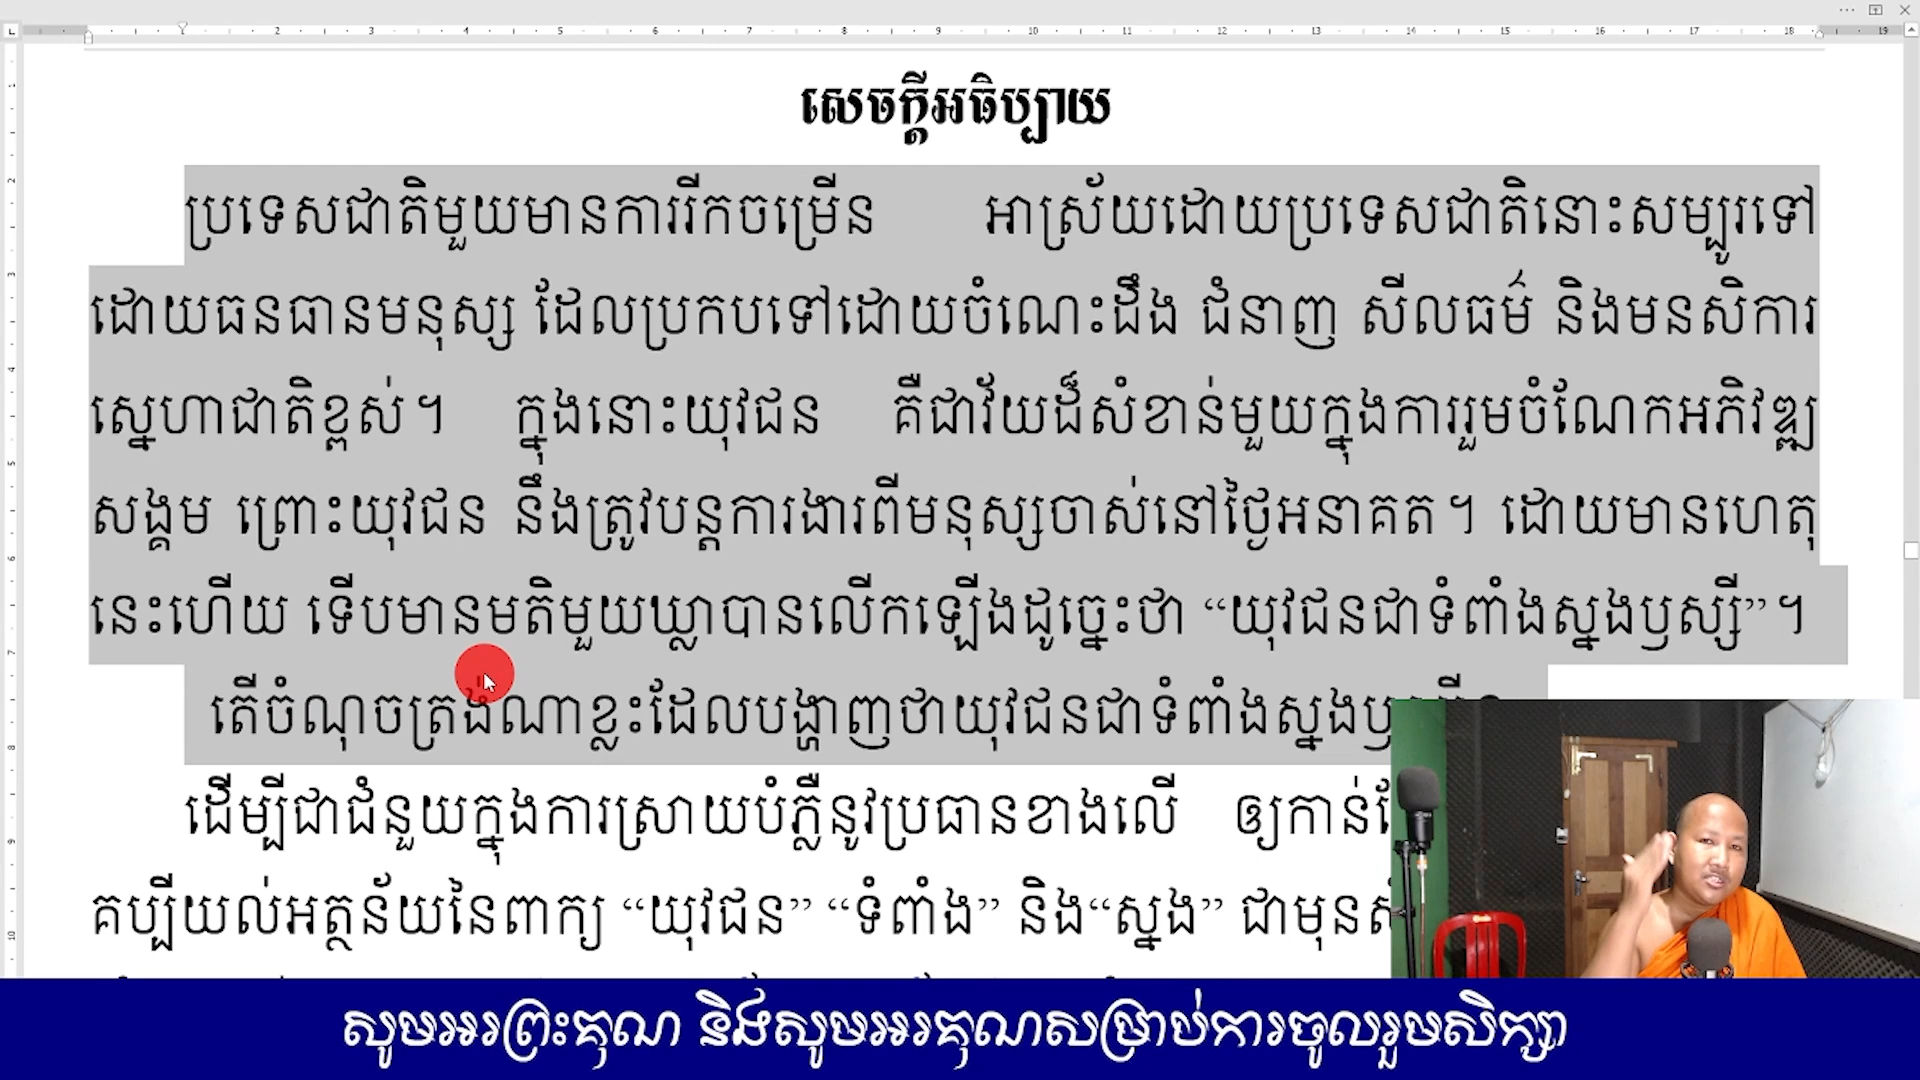 សេចក្តីអធិប្បាយ
ប្រទេសជាតិមួយមានការរីកចម្រើន អាស្រ័យដោយប្រទេសជាតិនោះសម្បូរទៅ
ដោយធនធានមនុស្ស ដែលប្រកបទៅដោយចំណេះដឹង ជំនាញ សីលធម៌ និងមនសិការ
ស្នេហាជាតិខ្ពស់។ ក្នុងនោះយុវជន គឺជាវ័យដ៏សំខាន់មួយក្នុងការរួមចំណែកអភិវឌ្ឍ
សង្គម ព្រោះយុវជន នឹងត្រូវបន្តការងារពីមនុស្សចាស់នៅថ្ងៃអនាគត។ ដោយមានហេតុ
នេះហើយ ទើបមានមតិមួយឃ្លាបានលើកឡើងដូច្នេះថា “យុវជនជាទំពាំងស្នងឫស្សី”។
តើចំណុចត្រង់ណាខ្លះដែលបង្ហាញថាយុវជនជាទំពាំងស្នង
ដើម្បីជាជំនួយក្នុងការស្រាយបំភ្លឺនូវប្រធានខាងលើ ឲ្យកាន់
គប្បីយល់អត្ថន័យនៃពាក្យ “យុវជន” “ទំពាំង” និង“ស្នង” ជាមុន
សូមអរព្រះគុណ និងសូមអរគុណសម្រាប់ការចូលរួមសិក្សា